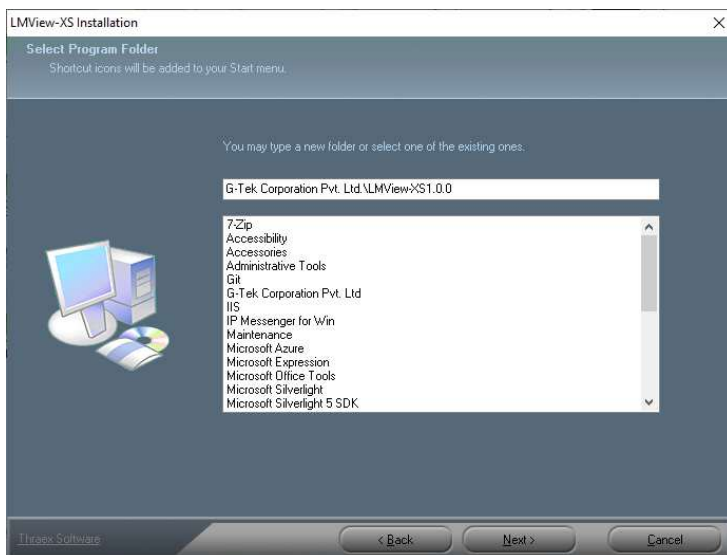 LMView-XS Installation
Select Program Folder
Shortcut icons will be added to your Start menu.
You may type a new folder or select one of the existing ones.
G-Tek Corporation Pvt. Ltd.\LMView-XS1.0.0
7-Zip
Accessibility
Accessories
Administrative Tools
Git
G-Tek Corporation Pvt. Ltd
IIS
IP Messenger for Win
Maintenance
Microsoft Azure
Microsoft Expression
Microsoft Office Tools
Microsoft Silverlight
Microsoft Silverlight 5 SDK
Thraex Software
< Back
Next >
Cancel